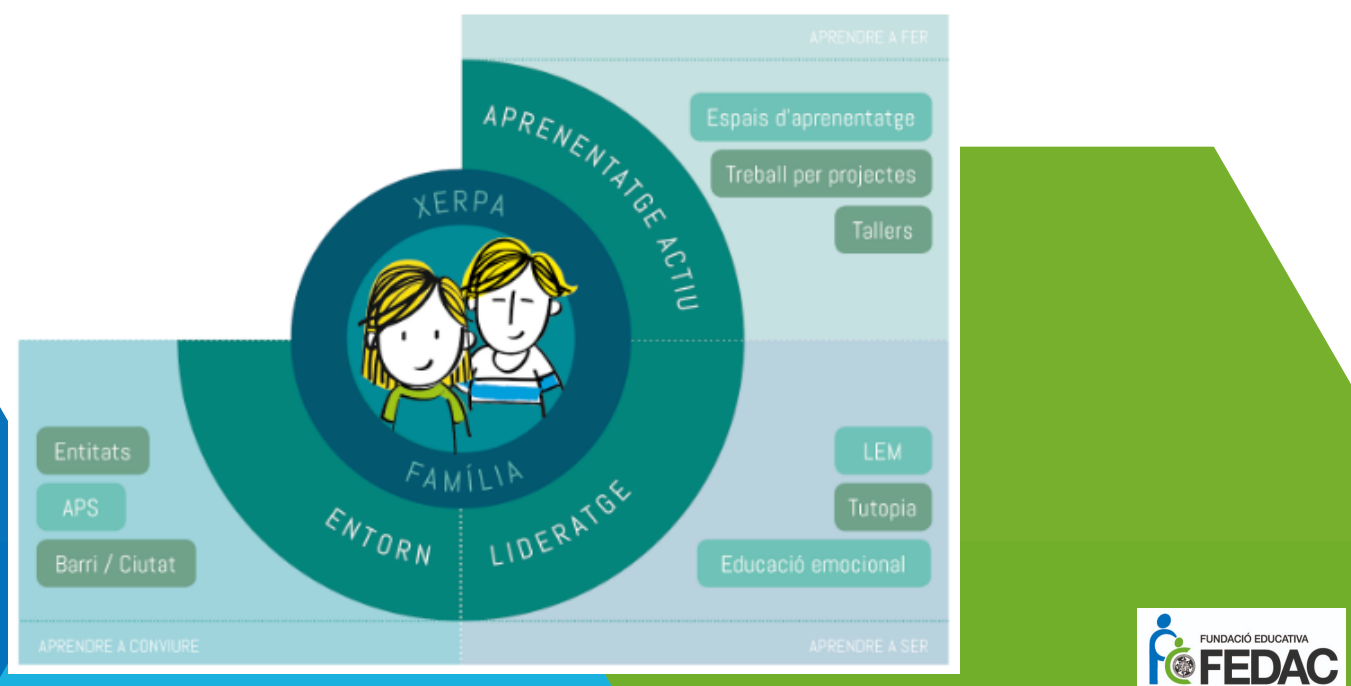 APRENDRE A FER
APRENENTATGE ACTIU
Espais d'aprenentatge
Treball per projectes
Tallers
XERPA
FAMÍLIA
ENTORN
LIDERATGE
Entitats
APS
Barri / Ciutat
LEM
Tutopia
Educació emocional
APRENDRE A CONVIURE
APRENDRE A SER
FUNDACIÓ EDUCATIVA
FEDAC